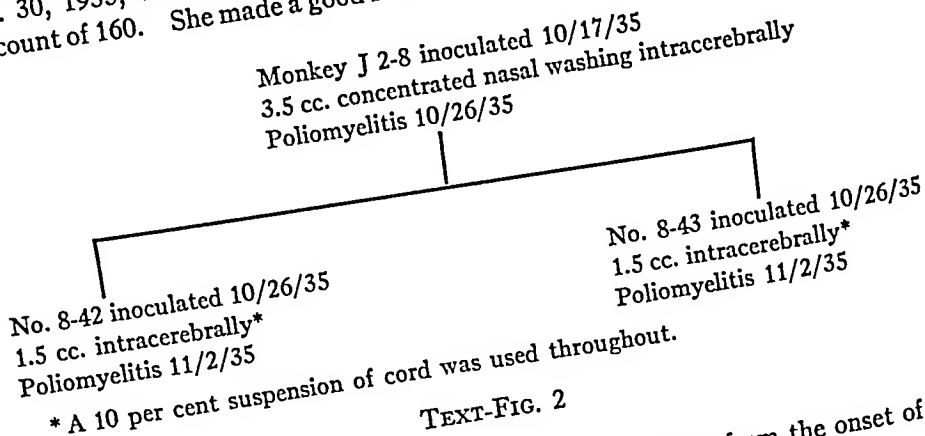 . 30, 1935,
count of 160. She made a good
Monkey J 2-8 inoculated 10/17/35
3.5 cc. concentrated nasal washing intracerebrally
Poliomyelitis 10/26/35
No. 8-42 inoculated 10/26/35
1.5 cc. intracerebrally*
Poliomyelitis 11/2/35
No. 8-43 inoculated 10/26/35
1.5 cc. intracerebrally*
Poliomyelitis 11/2/35
* A 10 per cent suspension of cord was used throughout.
TEXT-FIG. 2
the onset of